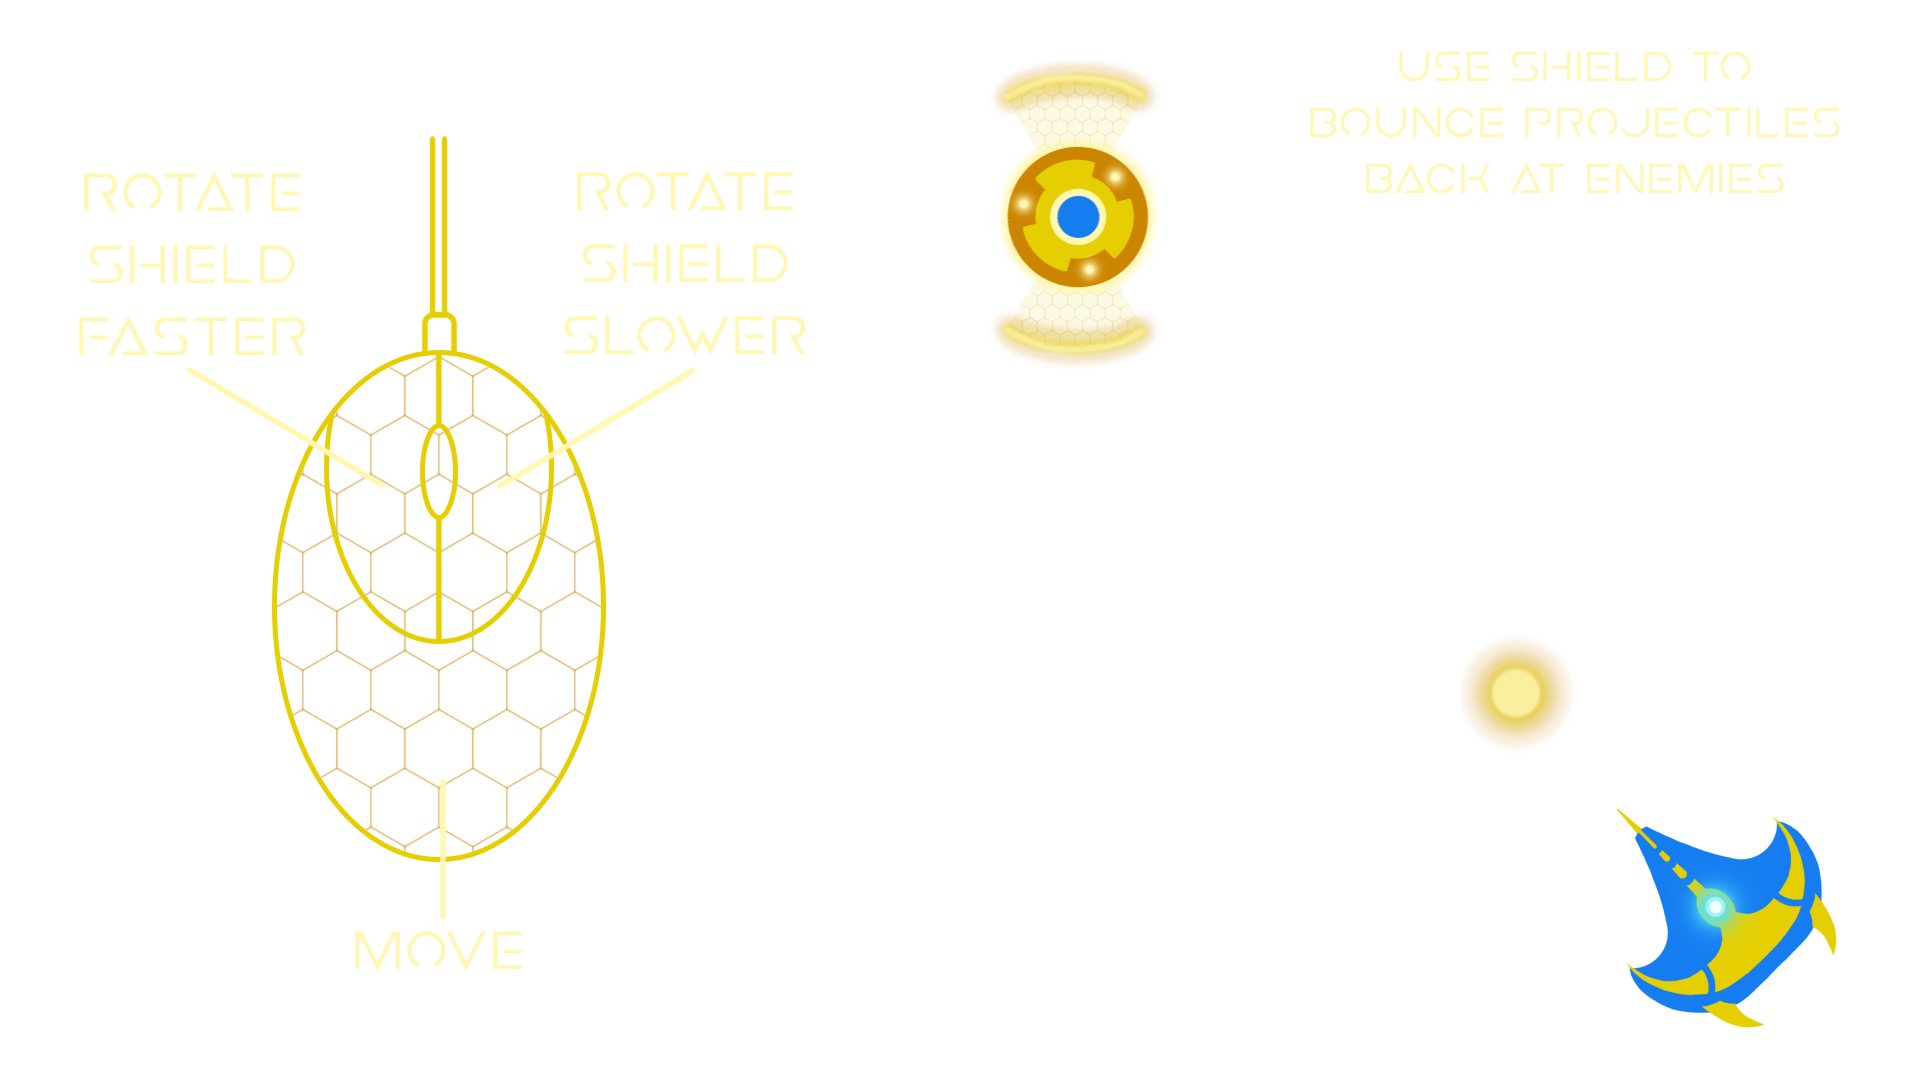 ROTATE
SHIELD
FASTER
ROTATE
SHIELD
SLOWER
MOVE
USE SHIELD TO
BOUNCE PROJECTILES
BACK AT ENEMIES